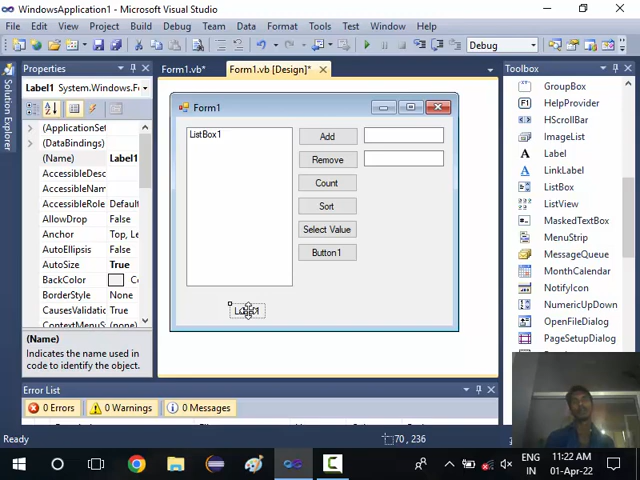 WindowsApplication1 - Microsoft Visual Studio
File Edit View Project Build Debug Team Data Format Tools Test Window Help
Debug
Solution Explorer
Properties
Label1 System.Windows.For
(ApplicationSet
(DataBindings)
(Name) Label1
AccessibleDesc
AccessibleNam
AccessibleRole Default
AllowDrop False
Anchor Top, Le
AutoEllipsis False
AutoSize True
BackColor
BorderStyle None
CausesValidatic True
ContextMenuS (none)
(Name)
Indicates the name used in
code to identify the object.
Form1.vb*
Form1.vb [Design]*
Form1
ListBox1
Add
Remove
Count
Sort
Select Value
Button1
Toolbox
GroupBox
HelpProvider
HScrollBar
ImageList
Label
LinkLabel
ListBox
ListView
MaskedTextBox
MenuStrip
MessageQueue
MonthCalendar
NotifyIcon
NumericUpDown
OpenFileDialog
PageSetupDialog
Error List
0 Errors
0 Warnings
0 Messages
Ready
70 , 236
ENG
IN
11:22 AM
01-Apr-22